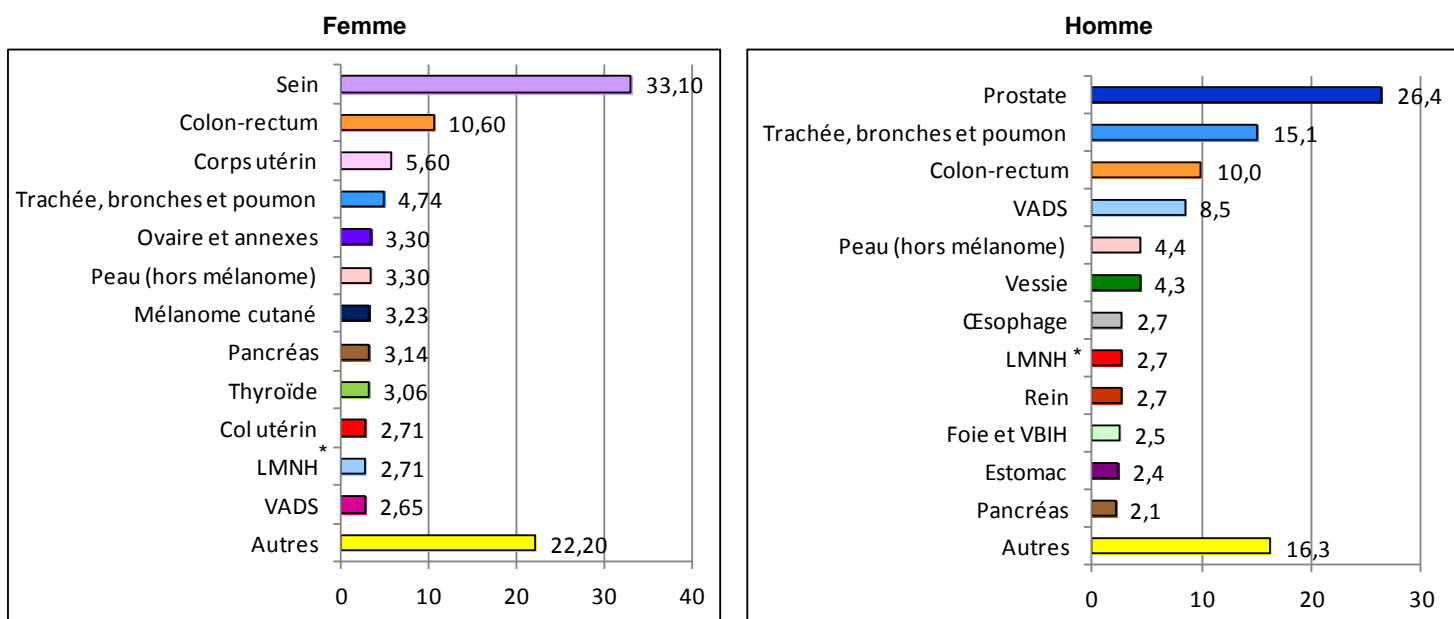 Femme
Sein 33,10
Colon-rectum 10,60
Corps utérin 5,60
Trachée, bronches et poumon 4,74
Ovaire et annexes 3,30
Peau (hors mélanome) 3,30
Mélanome cutané 3,23
Pancréas 3,14
Thyroïde 3,06
Col utérin 2,71
LMNH * 2,71
VADS 2,65
Autres 22,20
0 10 20 30 40
Homme
Prostate 26,4
Trachée, bronches et poumon 15,1
Colon-rectum 10,0
VADS 8,5
Peau (hors mélanome) 4,4
Vessie 4,3
Œsophage 2,7
LMNH * 2,7
Rein 2,7
Foie et VBIH 2,5
Estomac 2,4
Pancréas 2,1
Autres 16,3
0 10 20 30